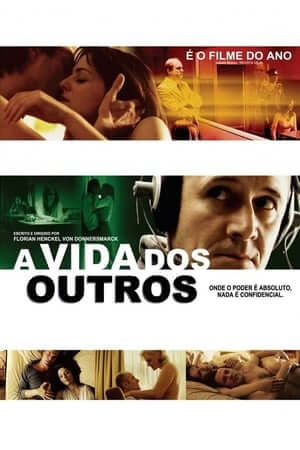 É O FILME DO ANO
ESCRITO E DIRIGIDO POR
FLORIAN HENCKEL VON DONNERSMARCK
A VIDA DOS
OUTROS
ONDE O PODER É ABSOLUTO,
NADA É CONFIDENCIAL.